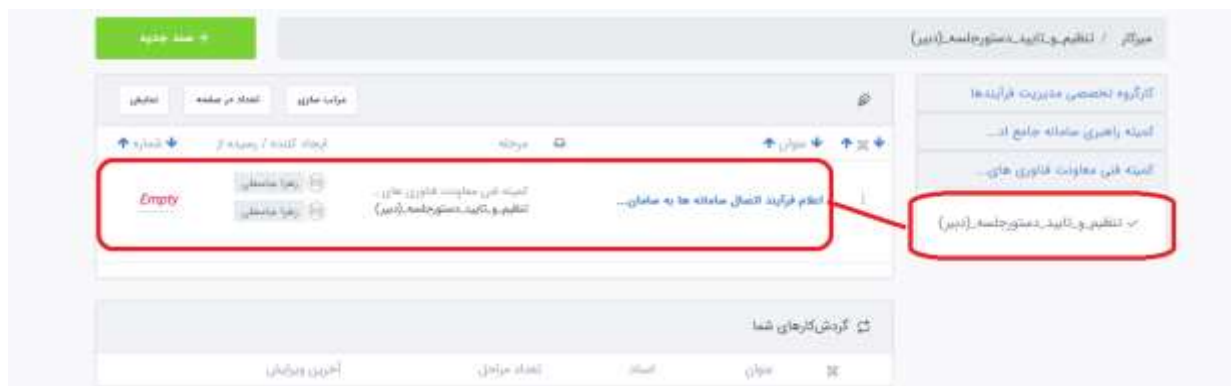 میزکار / تنظیم_و_تایید_دستورجلسه_(دبیر)
+ سند جدید
کارگروه تخصصی مدیریت فرآیندها
کمیته راهبری سامانه جامع اد...
کمیته فنی معاونت فناوری های...
✓ تنظیم_و_تایید_دستورجلسه_(دبیر)
مرتب سازی
تعداد در صفحه
نمایش
عنوان
مرحله
ایجاد کننده / رسیده از
شماره
1
اعلام فرآیند اتصال سامانه ها به سامان...
کمیته فنی معاونت فناوری های...
تنظیم_و_تایید_دستورجلسه_(دبیر)
زهرا
زهرا
Empty
گردش‌کارهای شما
عنوان
اسناد
تعداد مراحل
آخرین ویرایش